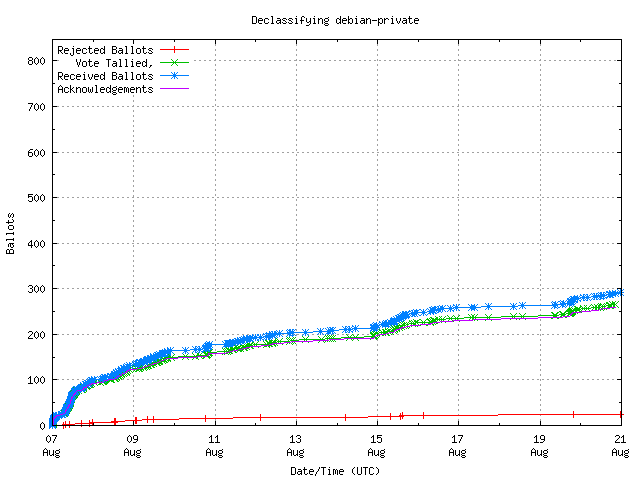 Declassifying debian-private
Rejected Ballots
Vote Tallied,
Received Ballots
Acknowledgements
800
700
600
500
400
300
200
100
0
Ballots
07 09 11 13 15 17 19 21
Aug Aug Aug Aug Aug Aug Aug Aug
Date/Time (UTC)